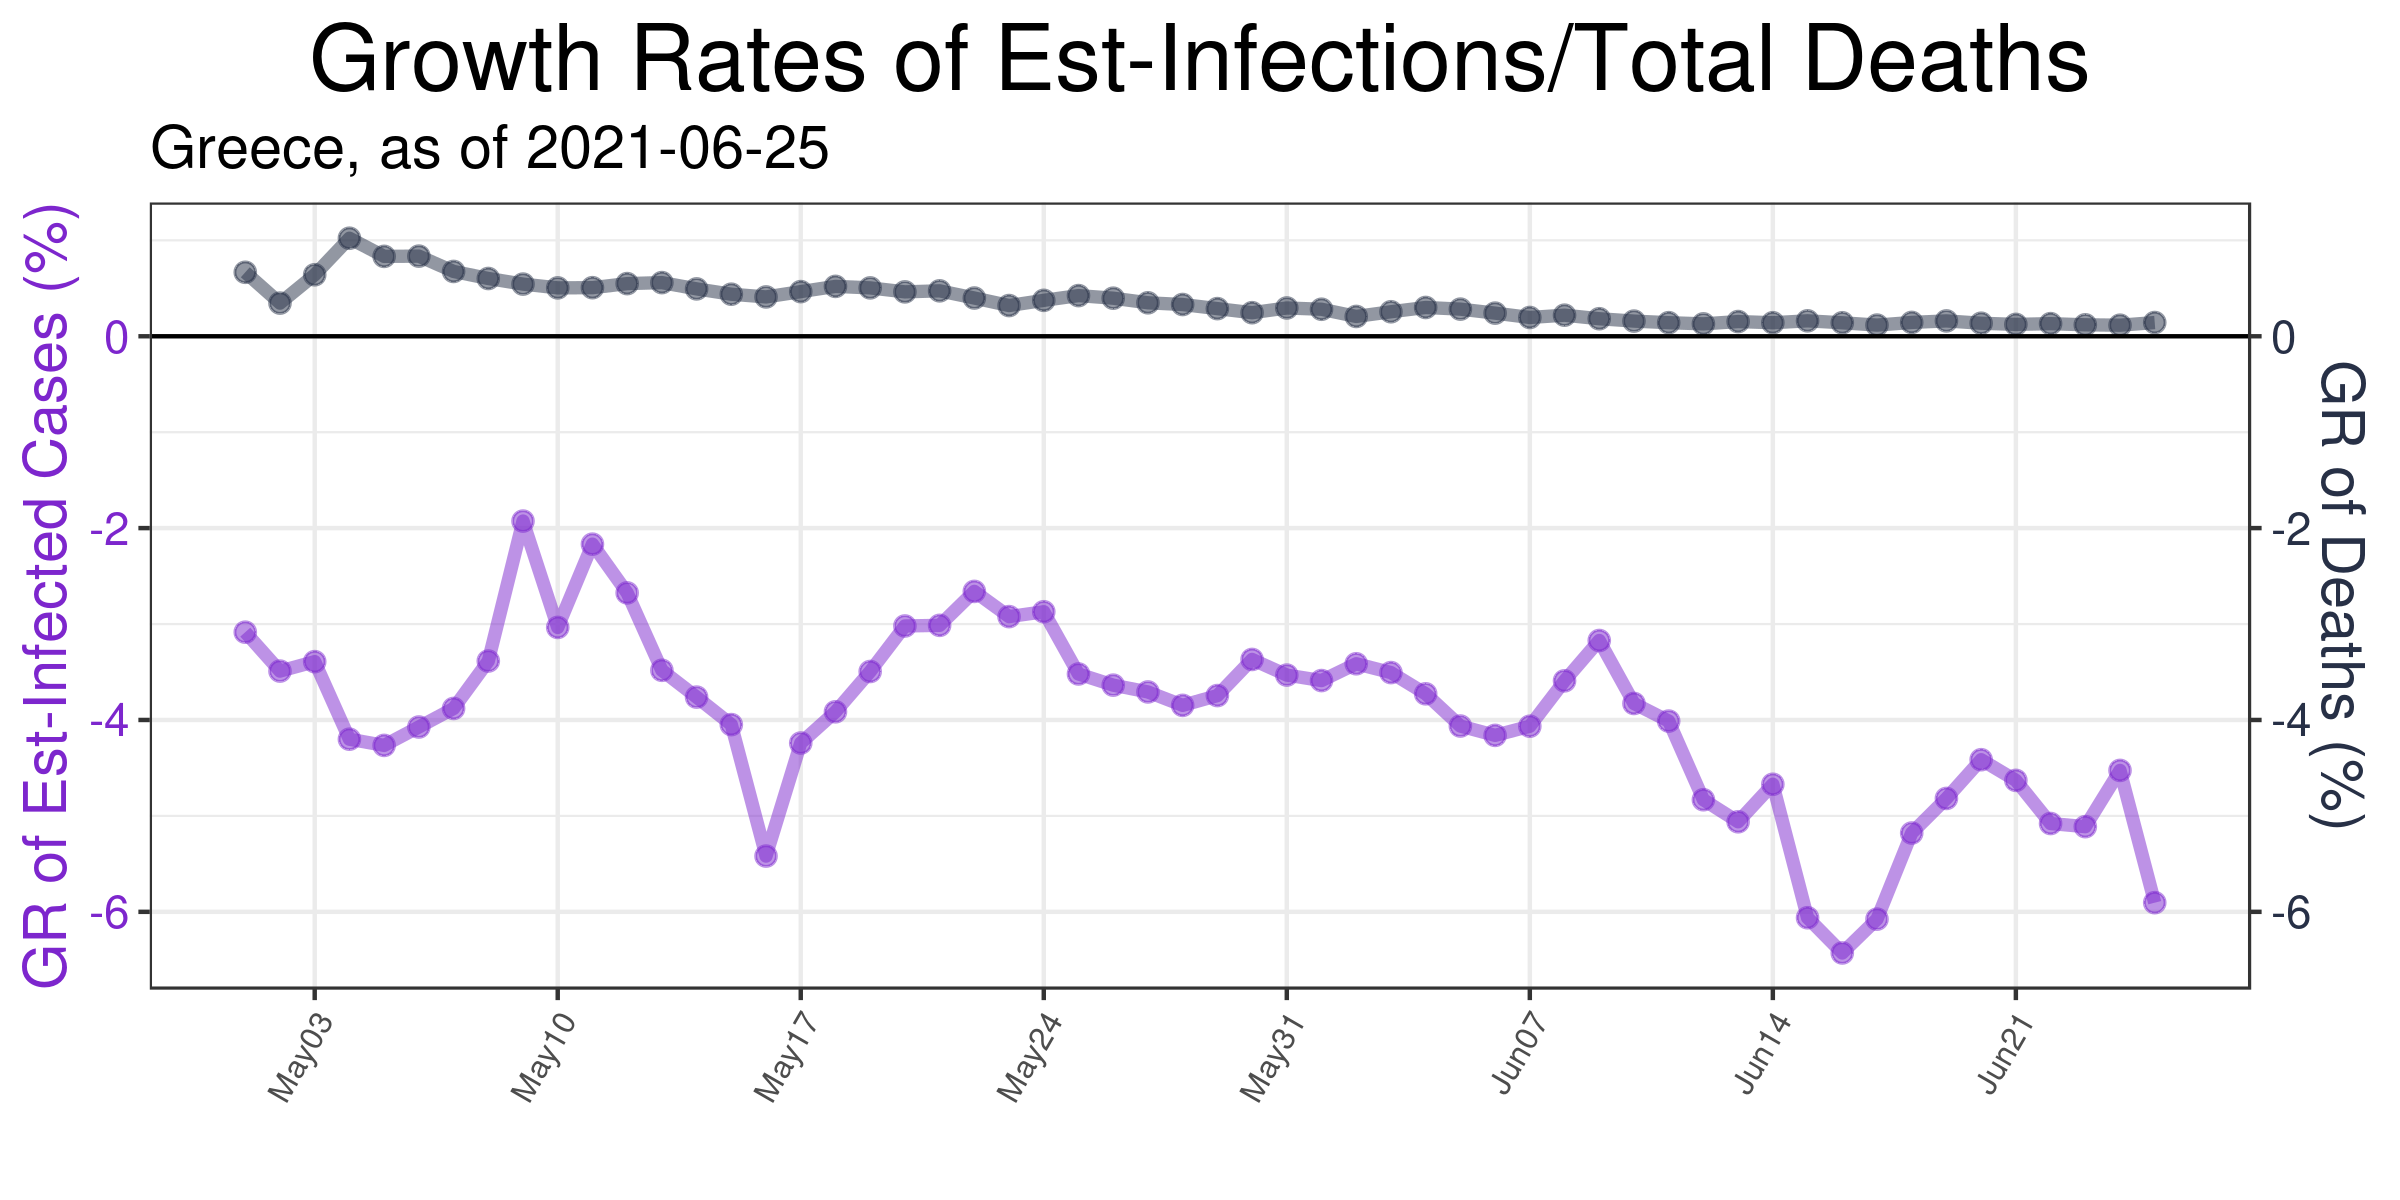 Growth Rates of Est-Infections/Total Deaths
Greece, as of 2021-06-25
GR of Est-Infected Cases (%)
0
-2
-4
-6
0
-2
-4
-6
GR of Deaths (%)
May03
May10
May17
May24
May31
Jun07
Jun14
Jun21